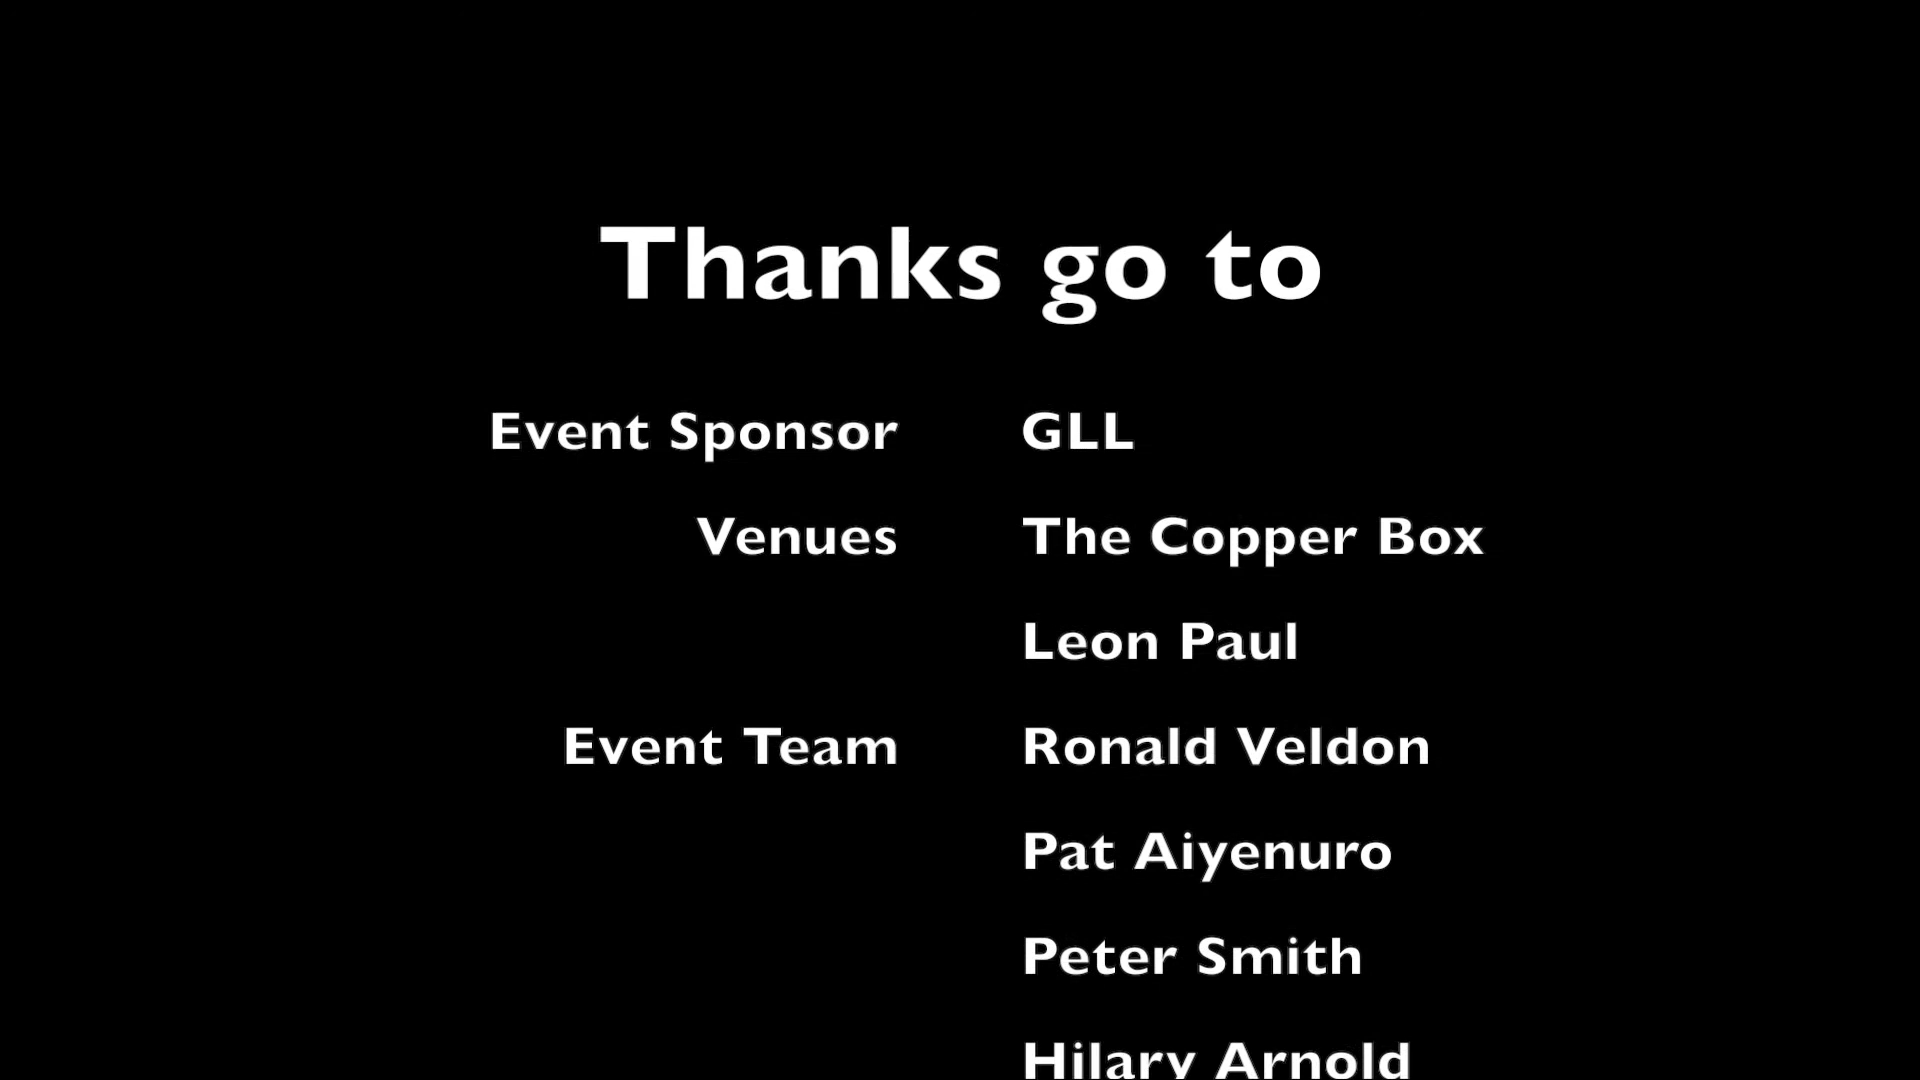 Thanks go to
Event Sponsor GLL
Venues The Copper Box
Leon Paul
Event Team Ronald Veldon
Pat Aiyenuro
Peter Smith
Hilary Arnold